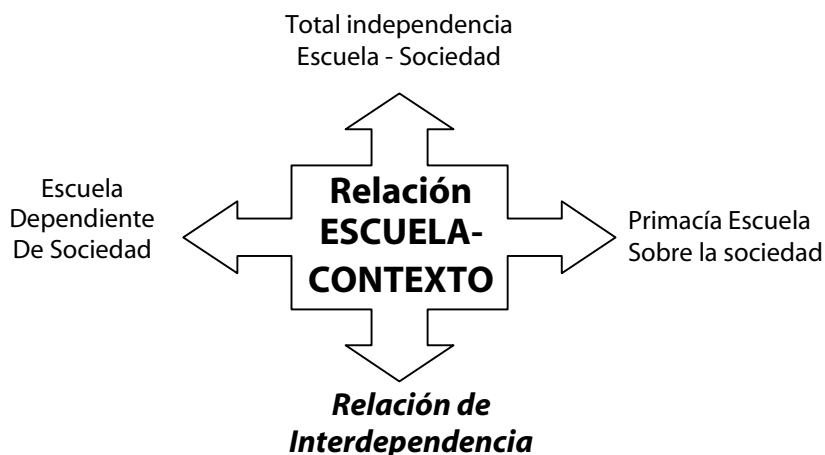 Total independencia
Escuela - Sociedad
Escuela
Dependiente
De Sociedad
Relación
ESCUELA-
CONTEXTO
Primacía Escuela
Sobre la sociedad
Relación de
Interdependencia